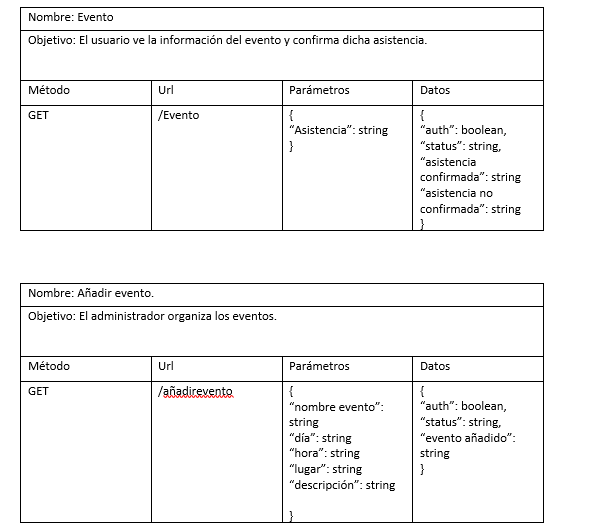 Nombre: Evento
Objetivo: El usuario ve la información del evento y confirma dicha asistencia.
Método
Url
Parámetros
Datos
GET
/Evento
{
“Asistencia”: string
}
{
“auth”: boolean,
“status”: string,
“asistencia
confirmada”: string
“asistencia no
confirmada”: string
}
Nombre: Añadir evento.
Objetivo: El administrador organiza los eventos.
Método
Url
Parámetros
Datos
GET
/añadirevento
{
“nombre evento”:
string
“día”: string
“hora”: string
“lugar”: string
“descripción”: string
}
{
“auth”: boolean,
“status”: string,
“evento añadido”:
string
}